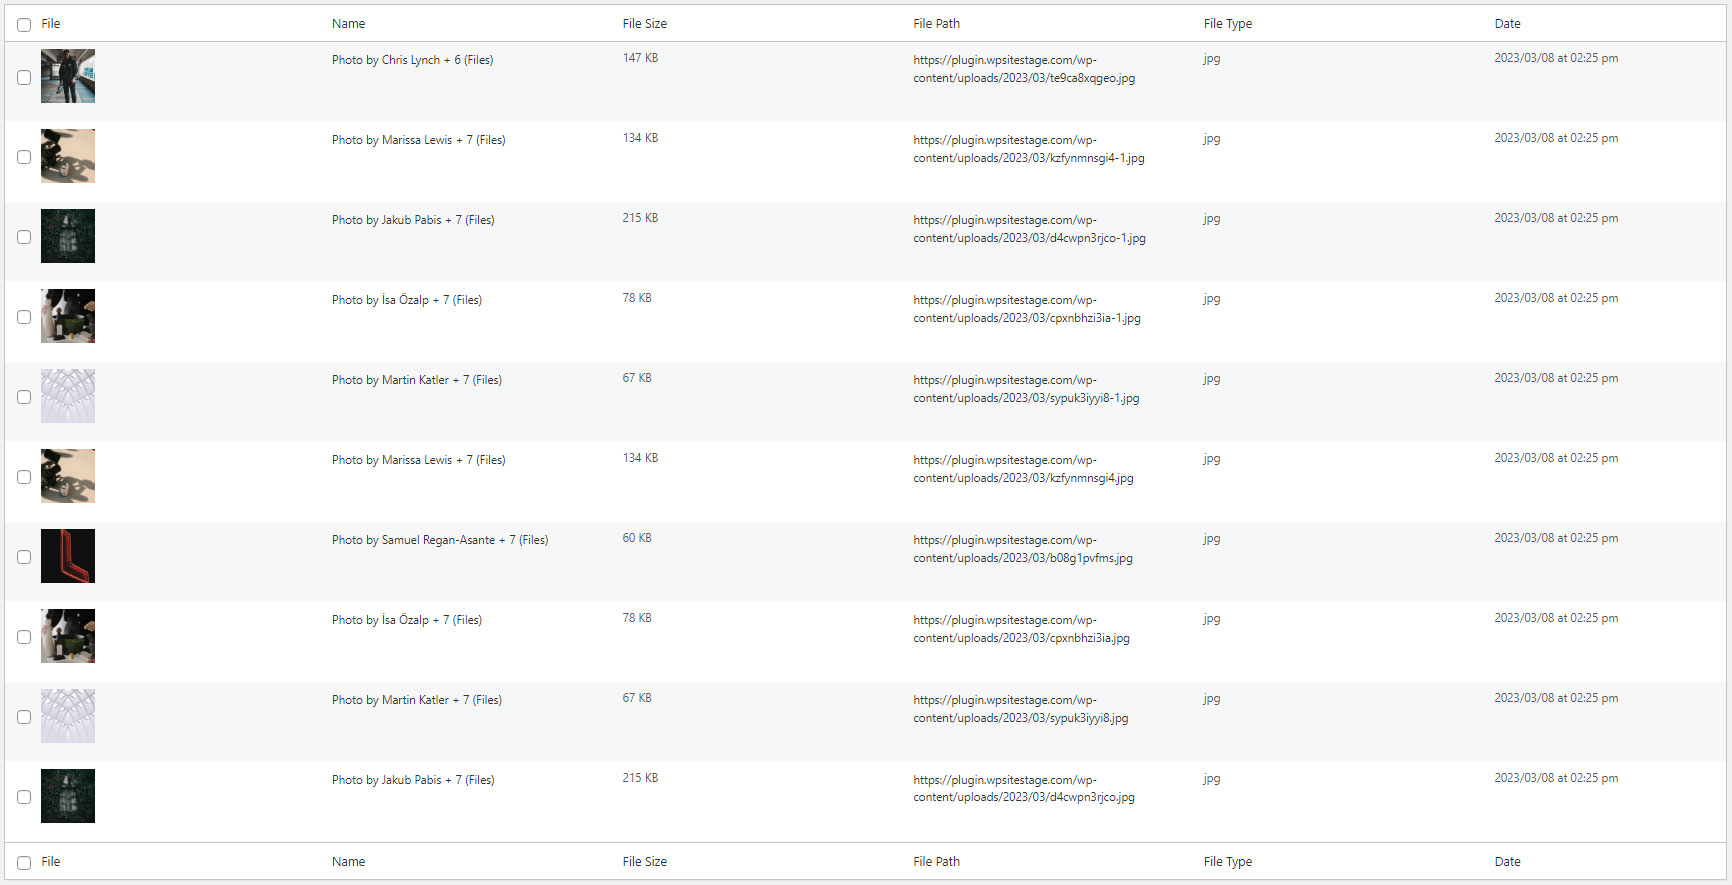 File Name File Size File Path File Type Date
Photo by Chris Lynch + 6 (Files) 147 KB https://plugin.wpsitestage.com/wp- jpg 2023/03/08 at 02:25 pm
content/uploads/2023/03/te9ca8xqgeo.jpg
Photo by Marissa Lewis + 7 (Files) 134 KB https://plugin.wpsitestage.com/wp- jpg 2023/03/08 at 02:25 pm
content/uploads/2023/03/kzfynmnsgi4-1.jpg
Photo by Jakub Pabis + 7 (Files) 215 KB https://plugin.wpsitestage.com/wp- jpg 2023/03/08 at 02:25 pm
content/uploads/2023/03/d4cwpn3rjco-1.jpg
Photo by İsa Özalp + 7 (Files) 78 KB https://plugin.wpsitestage.com/wp- jpg 2023/03/08 at 02:25 pm
content/uploads/2023/03/cpxnbhzi3ia-1.jpg
Photo by Martin Katler + 7 (Files) 67 KB https://plugin.wpsitestage.com/wp- jpg 2023/03/08 at 02:25 pm
content/uploads/2023/03/sypuk3iyyi8-1.jpg
Photo by Marissa Lewis + 7 (Files) 134 KB https://plugin.wpsitestage.com/wp- jpg 2023/03/08 at 02:25 pm
content/uploads/2023/03/kzfynmnsgi4.jpg
Photo by Samuel Regan-Asante + 7 (Files) 60 KB https://plugin.wpsitestage.com/wp- jpg 2023/03/08 at 02:25 pm
content/uploads/2023/03/b08g1pvfms.jpg
Photo by İsa Özalp + 7 (Files) 78 KB https://plugin.wpsitestage.com/wp- jpg 2023/03/08 at 02:25 pm
content/uploads/2023/03/cpxnbhzi3ia.jpg
Photo by Martin Katler + 7 (Files) 67 KB https://plugin.wpsitestage.com/wp- jpg 2023/03/08 at 02:25 pm
content/uploads/2023/03/sypuk3iyyi8.jpg
Photo by Jakub Pabis + 7 (Files) 215 KB https://plugin.wpsitestage.com/wp- jpg 2023/03/08 at 02:25 pm
content/uploads/2023/03/d4cwpn3rjco.jpg
File Name File Size File Path File Type Date